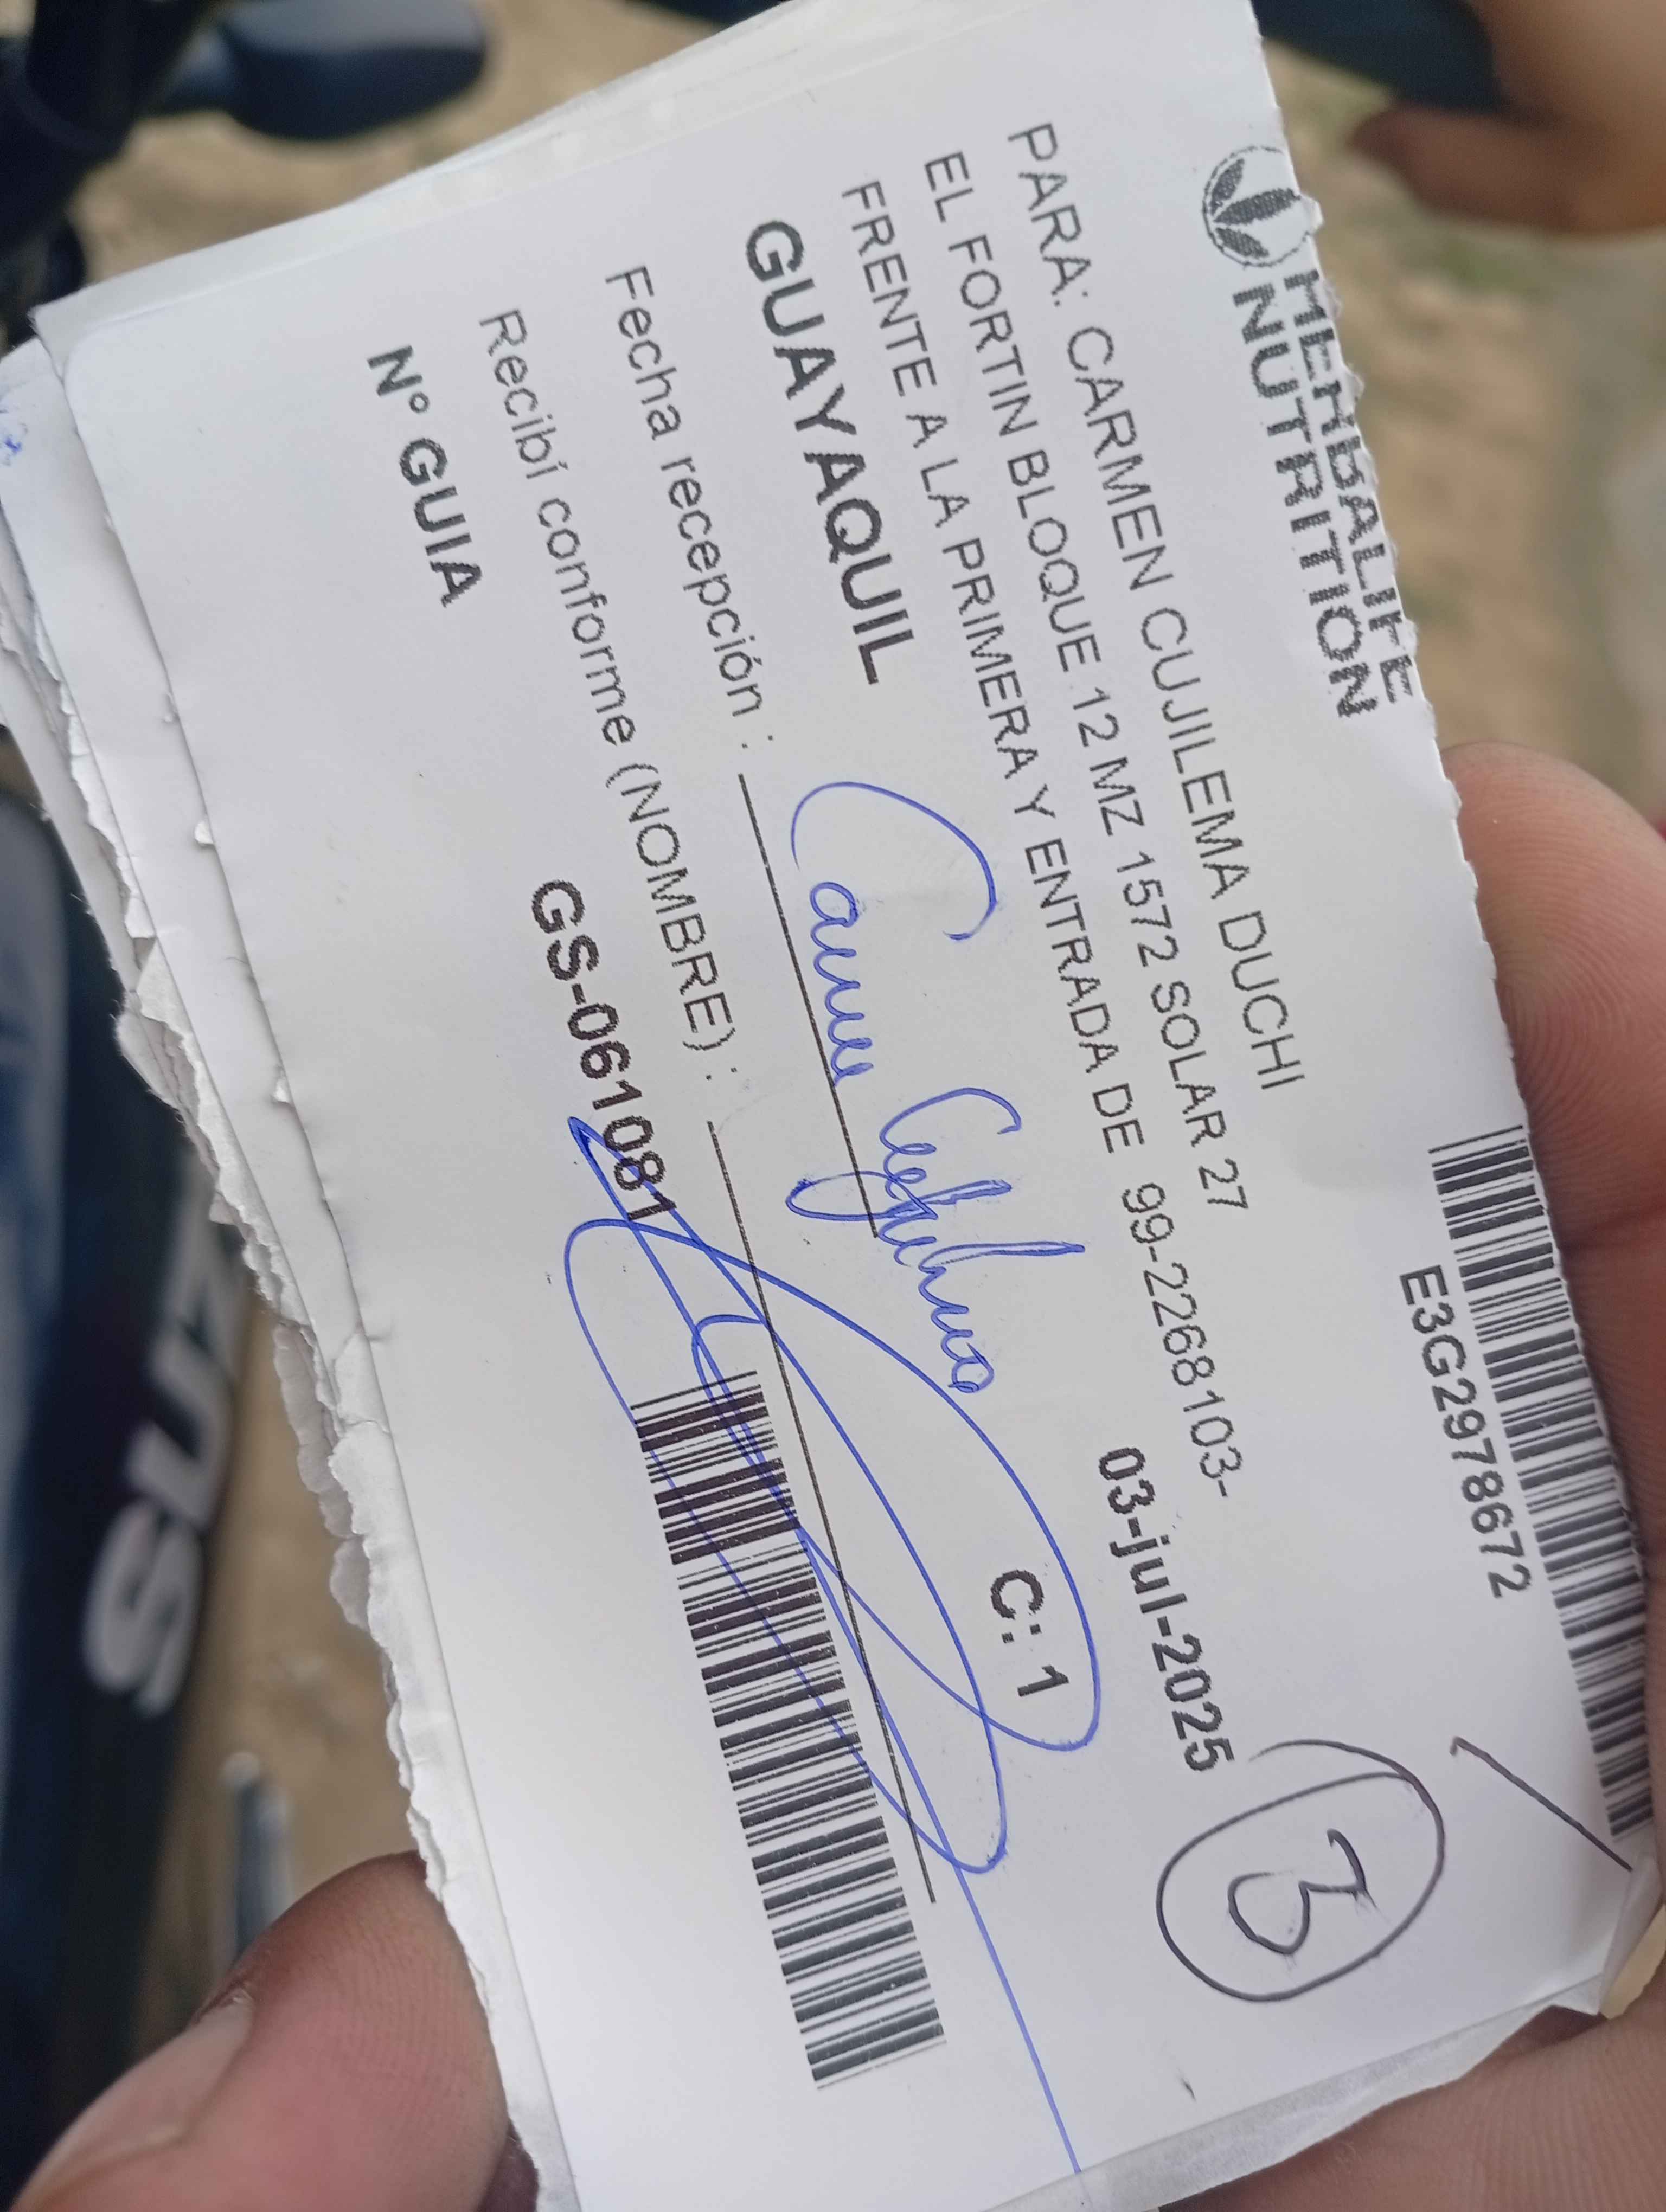 HERBALIFE
NUTRITION
E3G2978672
PARA: CARMEN CUJILEMA DUCHI
EL FORTIN BLOQUE 12 MZ 1572 SOLAR 27
FRENTE A LA PRIMERA Y ENTRADA DE 99-2268103-
GUAYAQUIL
03-jul-2025
3
C: 1
Fecha recepción :
Recibí conforme (NOMBRE) :
Nº GUIA
GS-061081